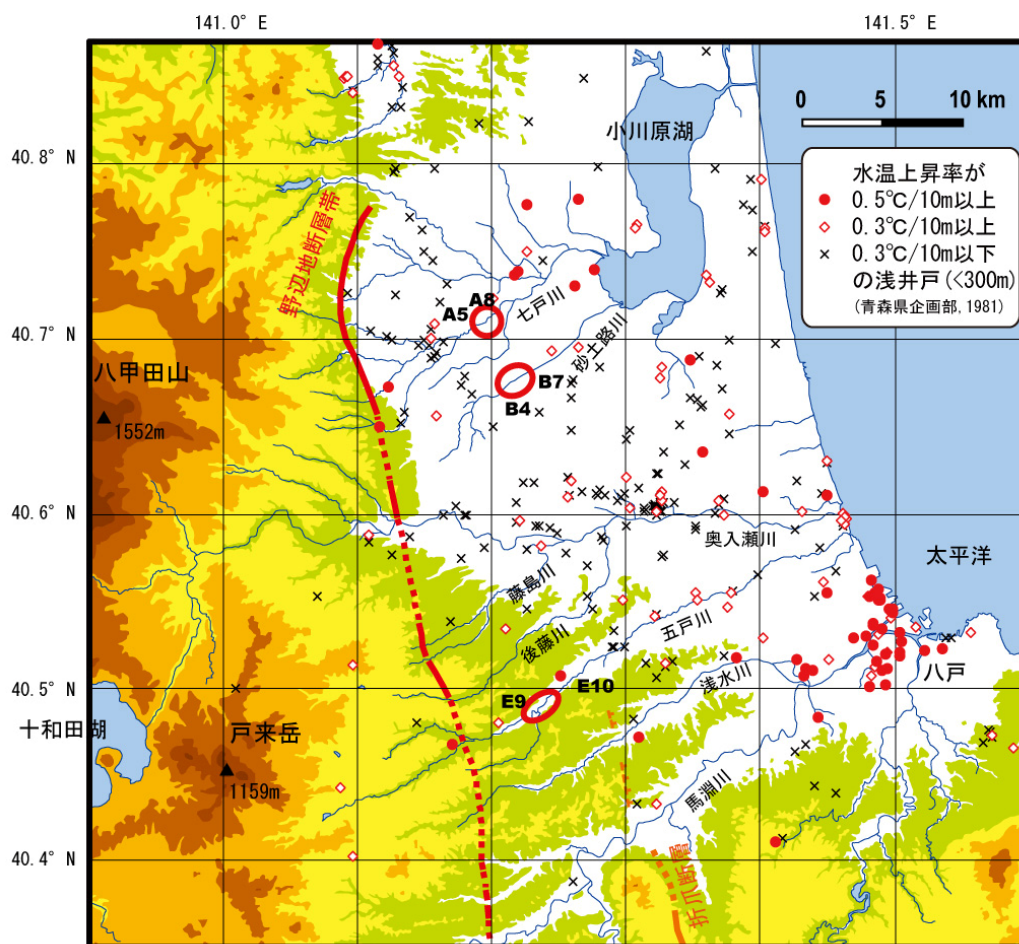 141.0° E
141.5° E
0 5 10 km
小川原湖
40.8° N
水温上昇率が
0.5℃/10m以上
0.3℃/10m以上
0.3℃/10m以下
の浅井戸(<300m)
(青森県企画部, 1981)
野辺地断層帯
A8
A5
七戸川
40.7° N
砂土路川
八甲田山
B7
B4
1552m
40.6° N
奥入瀬川
太平洋
藤島川
後藤川
五戸川
八戸
浅水川
40.5° N
E10
E9
十和田湖
戸来岳
1159m
馬淵川
40.4° N
折爪断層